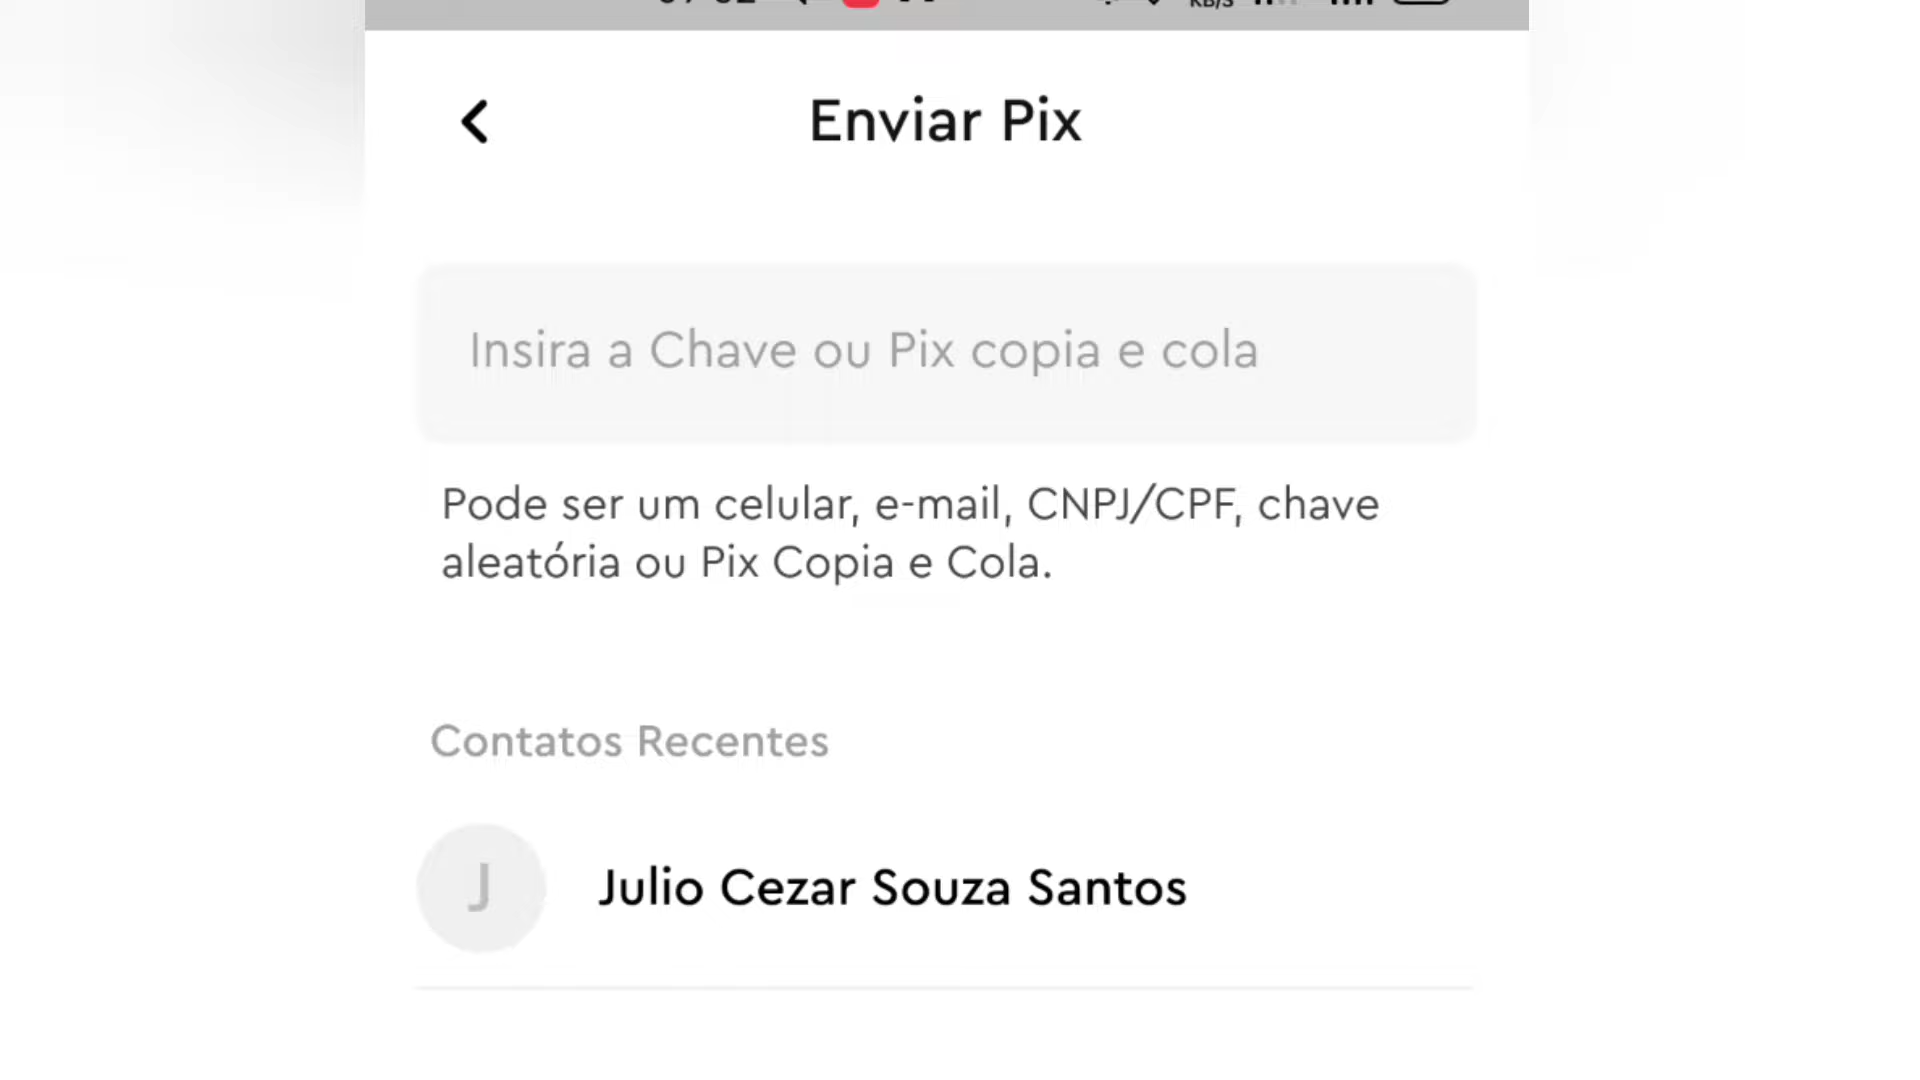 KB/S
Enviar Pix
Insira a Chave ou Pix copia e cola
Pode ser um celular, e-mail, CNPJ/CPF, chave
aleatória ou Pix Copia e Cola.
Contatos Recentes
J
Julio Cezar Souza Santos